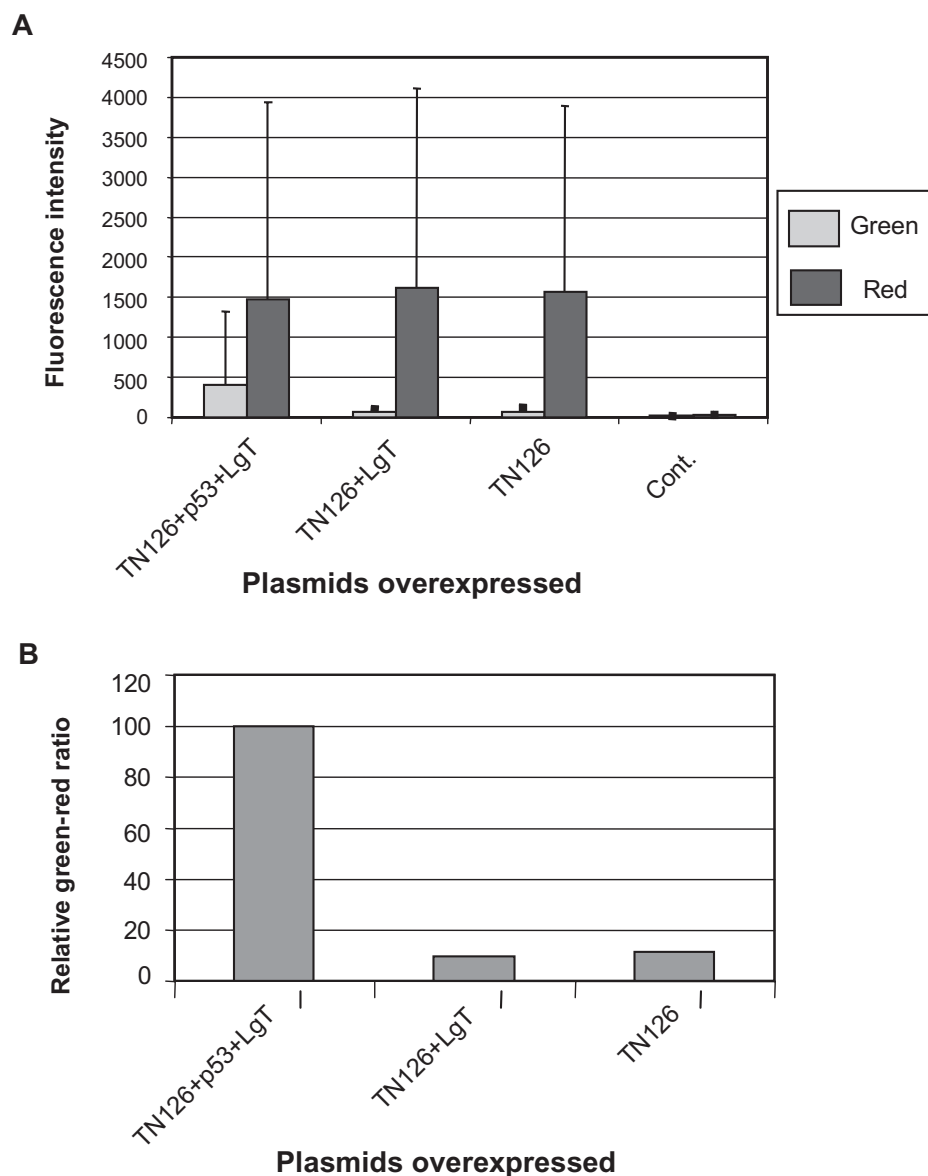 A
4500
4000
3500
3000
2500
2000
1500
1000
500
0
Fluorescence intensity
Green
Red
TN126+p53+LgT
TN126+LgT
TN126
Cont.
Plasmids overexpressed
B
120
100
80
60
40
20
0
Relative green-red ratio
TN126+p53+LgT
TN126+LgT
TN126
Plasmids overexpressed